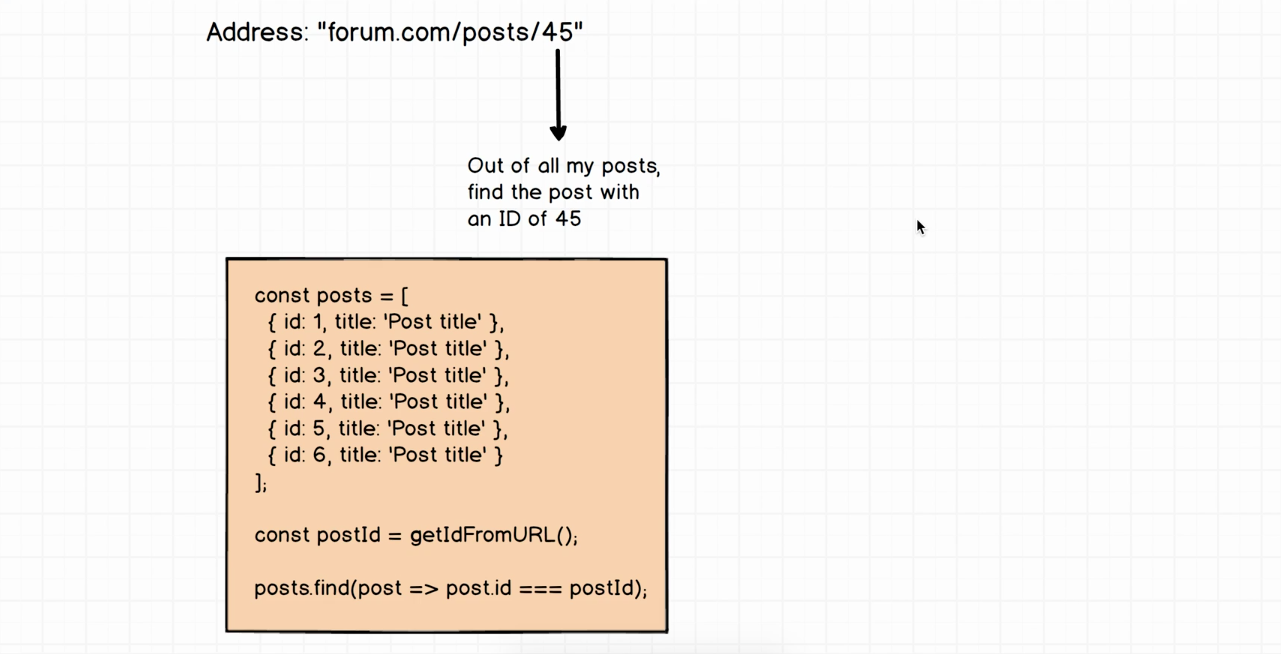 Address: "forum.com/posts/45"
Out of all my posts,
find the post with
an ID of 45
const posts = [
{ id: 1, title: 'Post title' },
{ id: 2, title: 'Post title' },
{ id: 3, title: 'Post title' },
{ id: 4, title: 'Post title' },
{ id: 5, title: 'Post title' },
{ id: 6, title: 'Post title' }
];
const postId = getIdFromURL();
posts.find(post => post.id === postId);